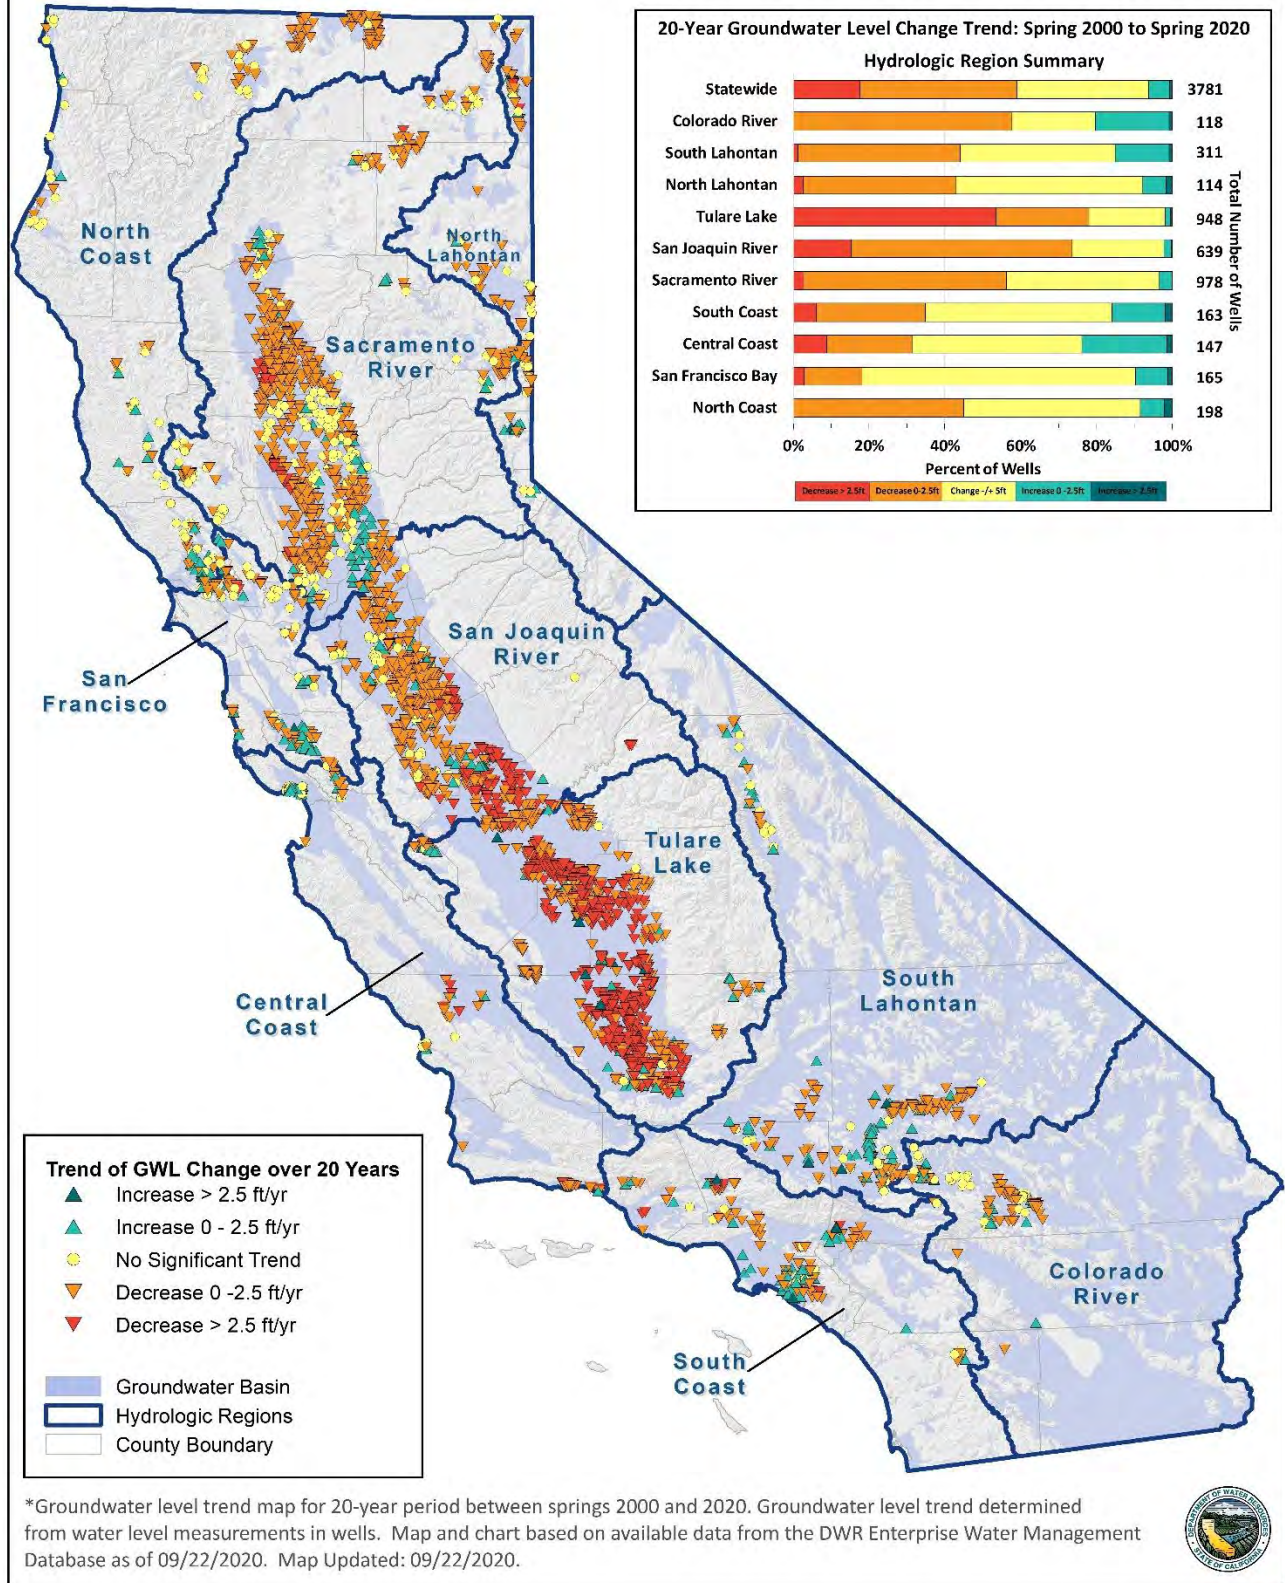 20-Year Groundwater Level Change Trend: Spring 2000 to Spring 2020
Hydrologic Region Summary
Statewide 3781
Colorado River 118
South Lahontan 311
North Lahontan 114
Tulare Lake 948
San Joaquin River 639
Sacramento River 978
South Coast 163
Central Coast 147
San Francisco Bay 165
North Coast 198
Total Number of Wells
0% 20% 40% 60% 80% 100%
Percent of Wells
Decrease > 2.5ft Decrease 0-2.5ft Change -/+ 5ft Increase 0 -2.5ft Increase > 2.5ft
North
Coast
North
Lahontan
Sacramento
River
San Joaquin
River
San
Francisco
Tulare
Lake
Central
Coast
South
Lahontan
Colorado
River
South
Coast
Trend of GWL Change over 20 Years
Increase > 2.5 ft/yr
Increase 0 - 2.5 ft/yr
No Significant Trend
Decrease 0 -2.5 ft/yr
Decrease > 2.5 ft/yr
Groundwater Basin
Hydrologic Regions
County Boundary
*Groundwater level trend map for 20-year period between springs 2000 and 2020. Groundwater level trend determined
from water level measurements in wells. Map and chart based on available data from the DWR Enterprise Water Management
Database as of 09/22/2020. Map Updated: 09/22/2020.
DEPARTMENT OF WATER RESOURCES
STATE OF CALIFORNIA